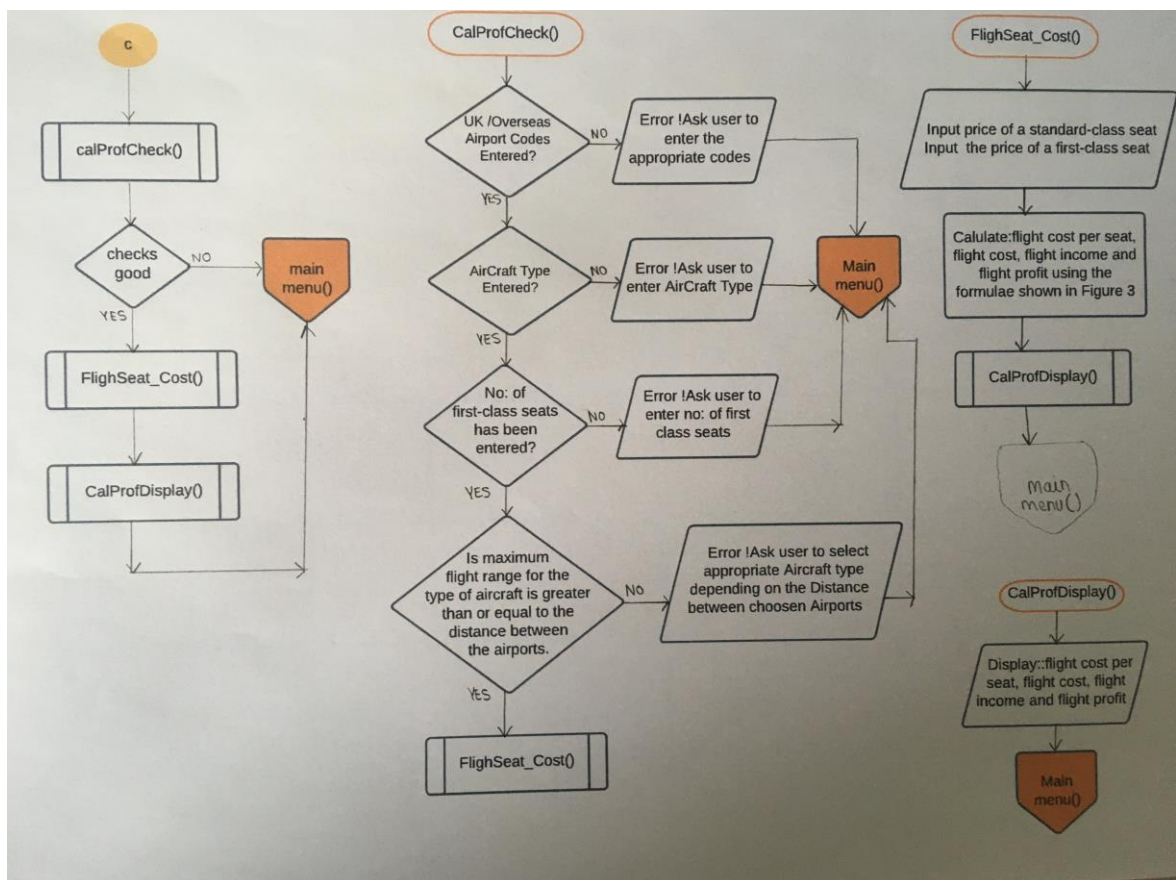 c
calProfCheck()
checks
good
NO
main
menu()
YES
FlighSeat_Cost()
CalProfDisplay()
CalProfCheck()
UK /Overseas
Airport Codes
Entered?
NO
Error !Ask user to
enter the
appropriate codes
YES
AirCraft Type
Entered?
NO
Error !Ask user to
enter AirCraft Type
Main
menu()
YES
No: of
first-class seats
has been
entered?
NO
Error !Ask user to
enter no: of first
class seats
YES
Is maximum
flight range for the
type of aircraft is greater
than or equal to the
distance between
the airports.
NO
Error !Ask user to select
appropriate Aircraft type
depending on the Distance
between choosen Airports
YES
FlighSeat_Cost()
FlighSeat_Cost()
Input price of a standard-class seat
Input the price of a first-class seat
Calulate:flight cost per seat,
flight cost, flight income and
flight profit using the
formulae shown in Figure 3
CalProfDisplay()
main
menu()
CalProfDisplay()
Display::flight cost per
seat, flight cost, flight
income and flight profit
Main
menu()